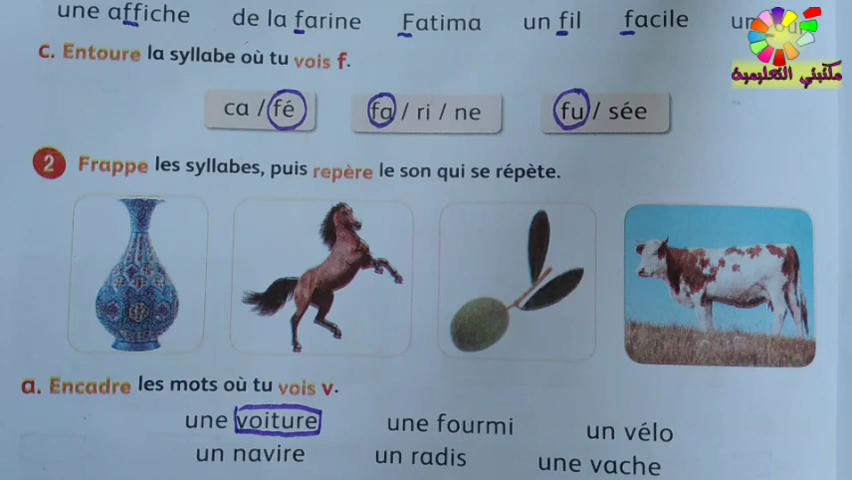 une affiche de la farine Fatima un fil facile un four
c. Entoure la syllabe où tu vois f.
ca / fé fa / ri / ne fu / sée
2 Frappe les syllabes, puis repère le son qui se répète.
a. Encadre les mots où tu vois v.
une voiture une fourmi un vélo
un navire un radis une vache
مكتبتي التعليمية